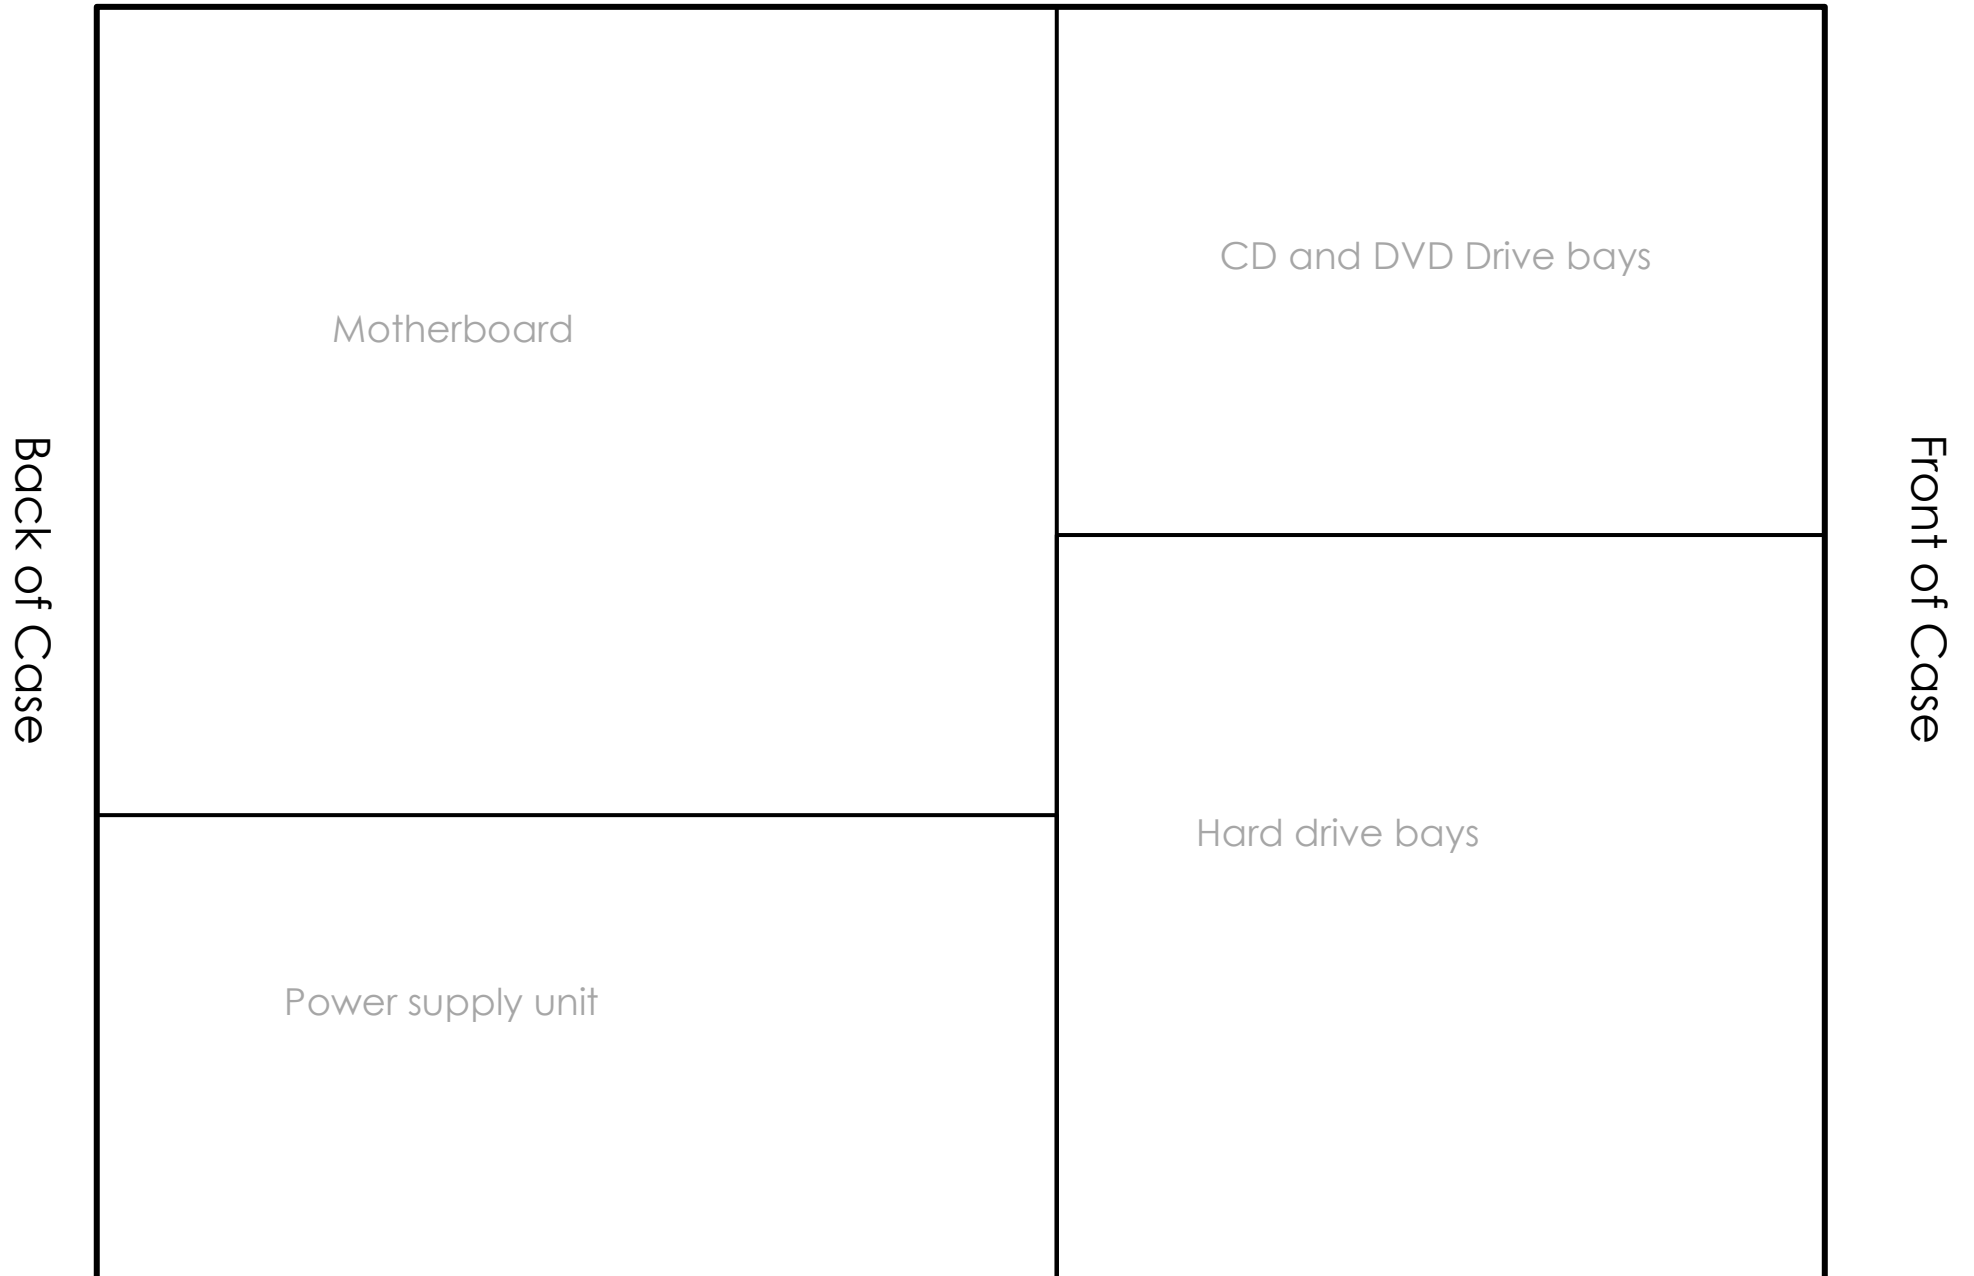 Back of Case
Motherboard
CD and DVD Drive bays
Front of Case
Hard drive bays
Power supply unit